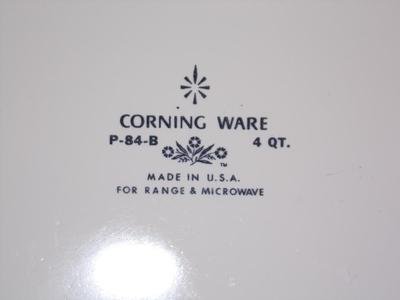 CORNING WARE
P-84-B 4 QT.
TM
MADE IN U.S.A.
FOR RANGE & MICROWAVE